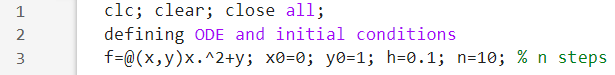 1 clc; clear; close all;
2 defining ODE and initial conditions
3 f=@(x,y)x.^2+y; x0=0; y0=1; h=0.1; n=10; % n steps